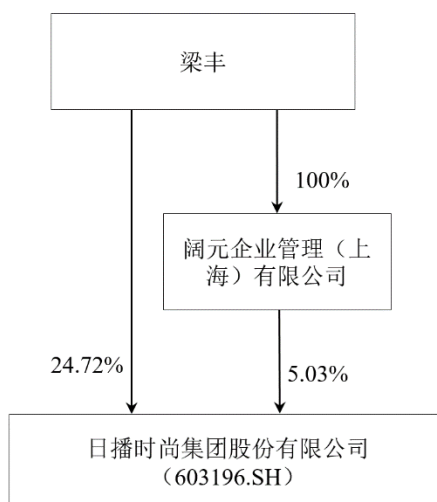 梁丰
100%
阔元企业管理（上
海）有限公司
24.72%
5.03%
日播时尚集团股份有限公司
（603196.SH）